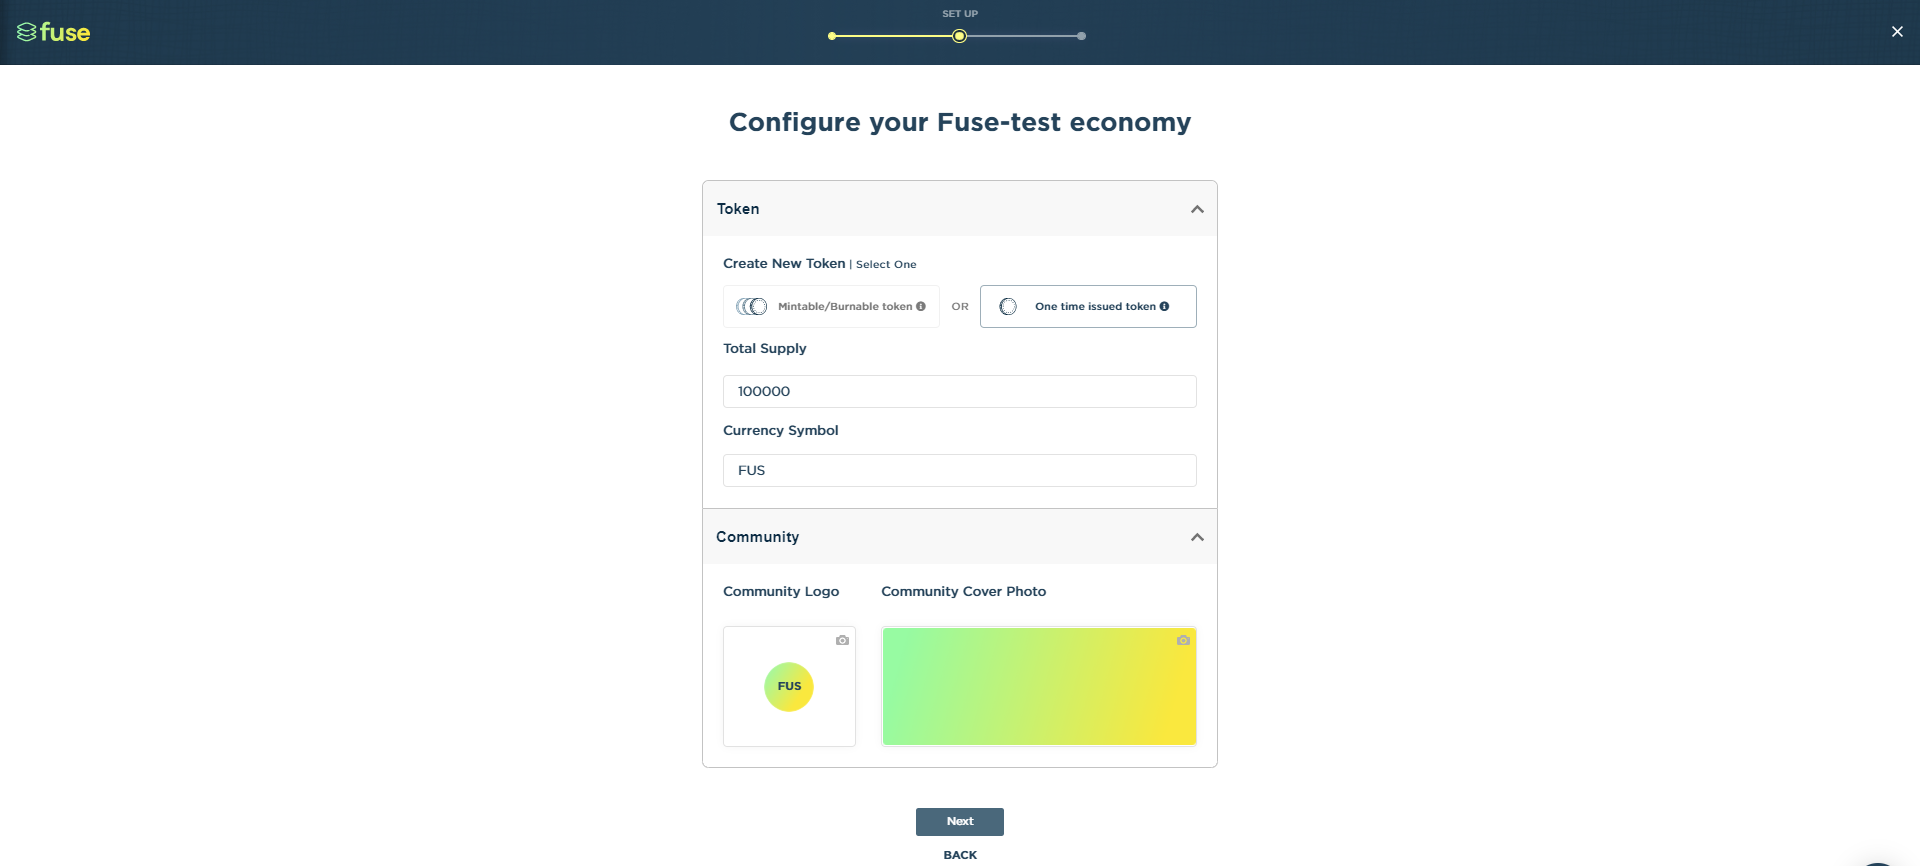 fuse
SET UP
Configure your Fuse-test economy
Token
Create New Token | Select One
Mintable/Burnable token OR One time issued token
Total Supply
100000
Currency Symbol
FUS
Community
Community Logo Community Cover Photo
FUS
Next
BACK